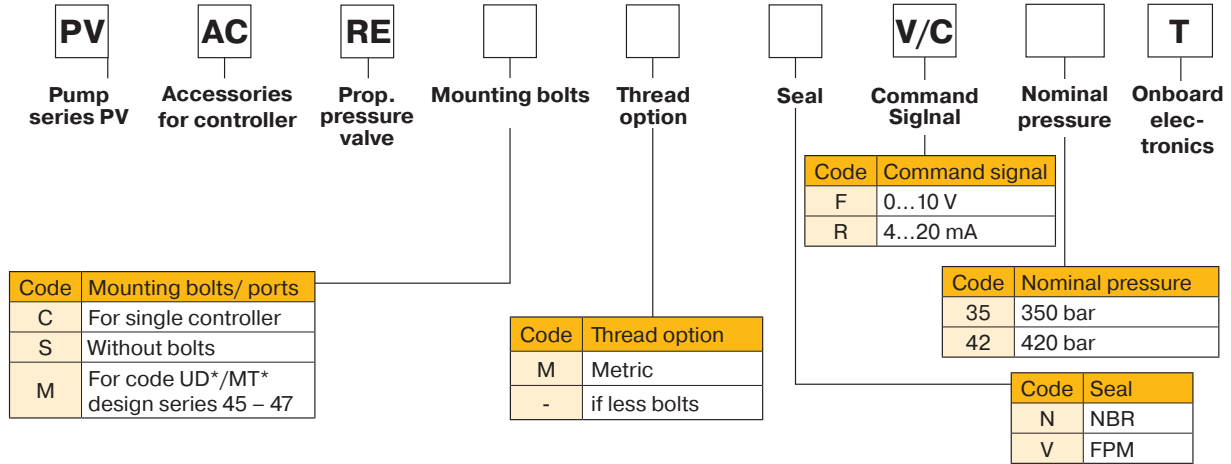 PV AC RE V/C T
Pump series PV
Accessories for controller
Prop. pressure valve
Mounting bolts
Thread option
Seal
Command SigInal
Nominal pressure
Onboard elec-tronics
Code Command signal
F 0…10 V
R 4…20 mA
Code Mounting bolts/ ports
C For single controller
S Without bolts
M For code UD*/MT*
design series 45 – 47
Code Thread option
M Metric
- if less bolts
Code Nominal pressure
35 350 bar
42 420 bar
Code Seal
N NBR
V FPM